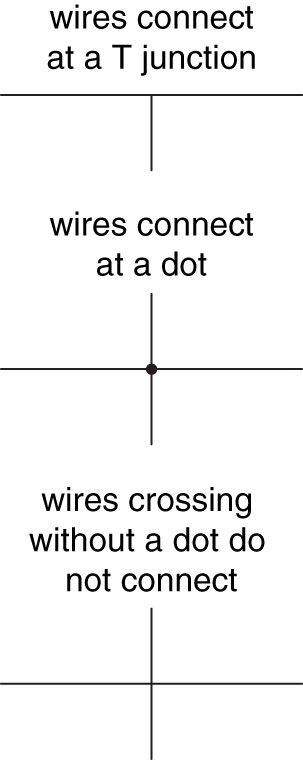 wires connect
at a T junction
wires connect
at a dot
wires crossing
without a dot do
not connect